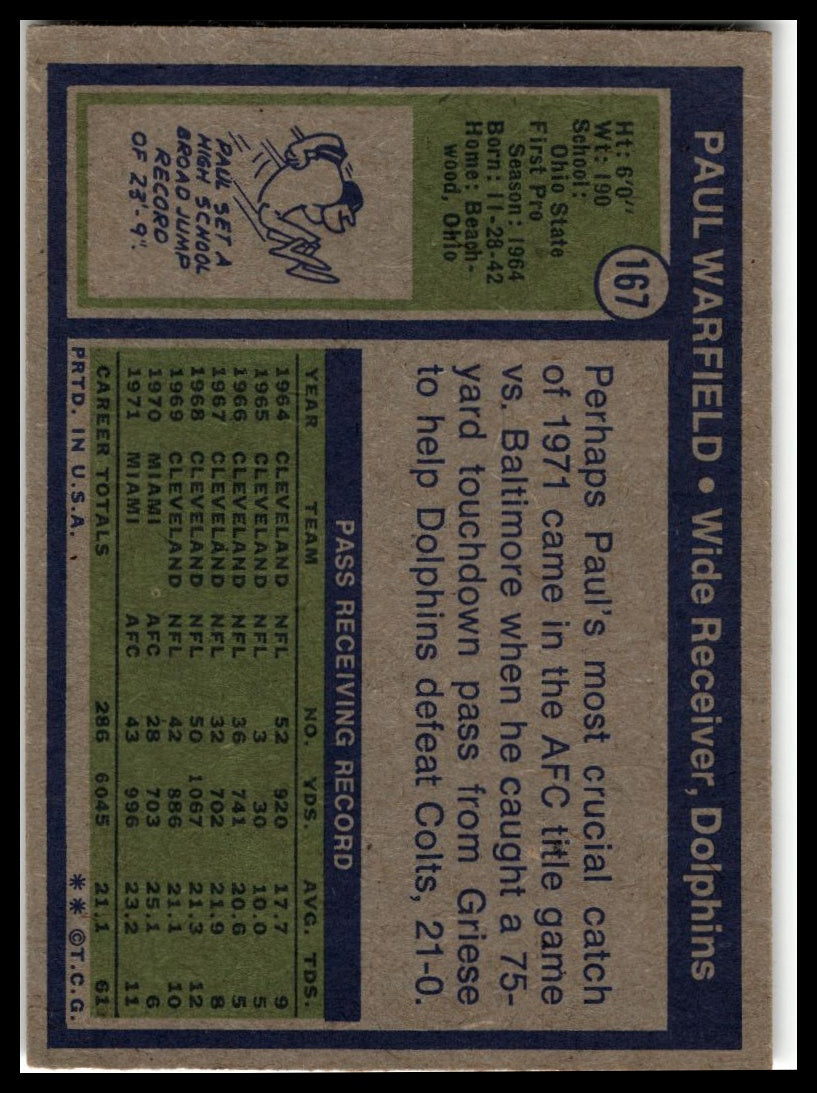 PAUL WARFIELD • Wide Receiver, Dolphins
167
Ht: 6'0"
Wt: 190
School:
Ohio State
First Pro
Season: 1964
Born: 11-28-42
Home: Beach-
wood, Ohio
PAUL SET A
HIGH SCHOOL
BROAD JUMP
RECORD
OF 23'-9".
Perhaps Paul's most crucial catch
of 1971 came in the AFC title game
vs. Baltimore when he caught a 75-
yard touchdown pass from Griese
to help Dolphins defeat Colts, 21-0.
PASS RECEIVING RECORD
YEAR TEAM NO. YDS. AVG. TDS.
1964 CLEVELAND NFL 52 920 17.7 9
1965 CLEVELAND NFL 3 30 10.0 5
1966 CLEVELAND NFL 36 741 20.6 5
1967 CLEVELAND NFL 32 702 21.9 8
1968 CLEVELAND NFL 50 1067 21.3 12
1969 CLEVELAND NFL 42 886 21.1 10
1970 MIAMI AFC 28 703 25.1 6
1971 MIAMI AFC 43 996 23.2 11
CAREER TOTALS 286 6045 21.1 61
PRTD. IN U.S.A. ** ©T.C.G.